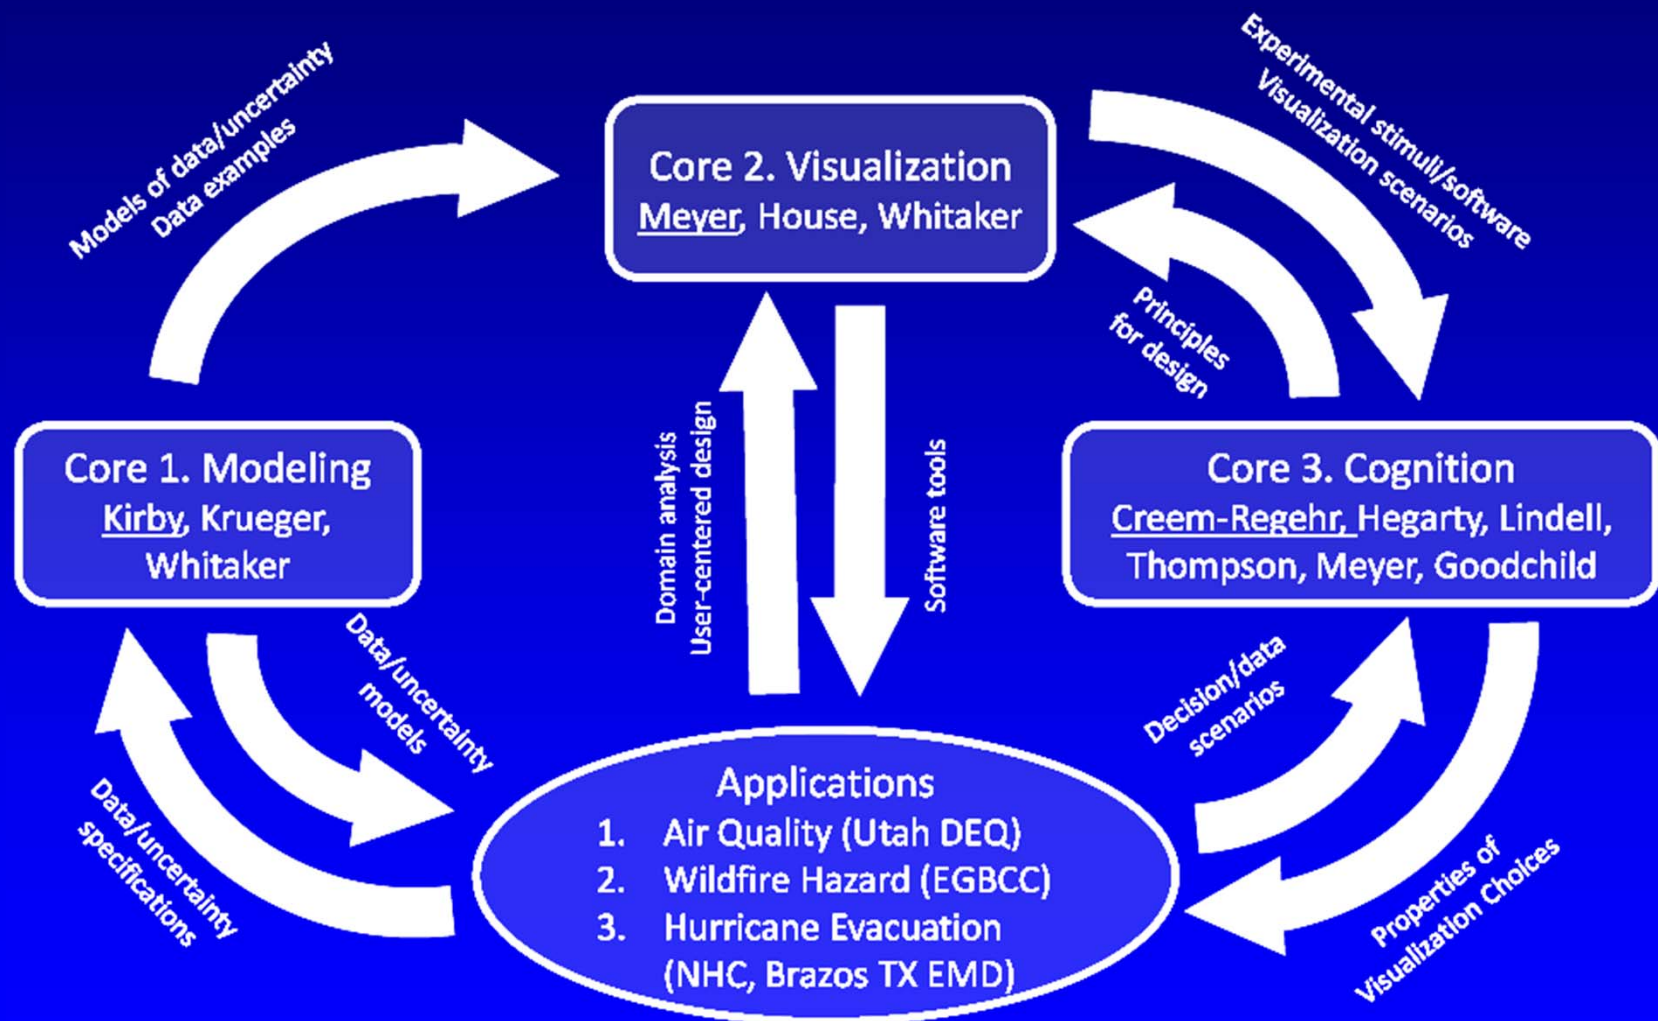 Models of data/uncertainty
Data examples
Core 2. Visualization
Meyer, House, Whitaker
Experimental stimuli/software
Visualization scenarios
Principles
for design
Core 1. Modeling
Kirby, Krueger,
Whitaker
Domain analysis
User-centered design
Software tools
Core 3. Cognition
Creem-Regehr, Hegarty, Lindell,
Thompson, Meyer, Goodchild
Data/uncertainty
models
Data/uncertainty
specifications
Decision/data
scenarios
Properties of
Visualization Choices
Applications
1. Air Quality (Utah DEQ)
2. Wildfire Hazard (EGBCC)
3. Hurricane Evacuation
(NHC, Brazos TX EMD)